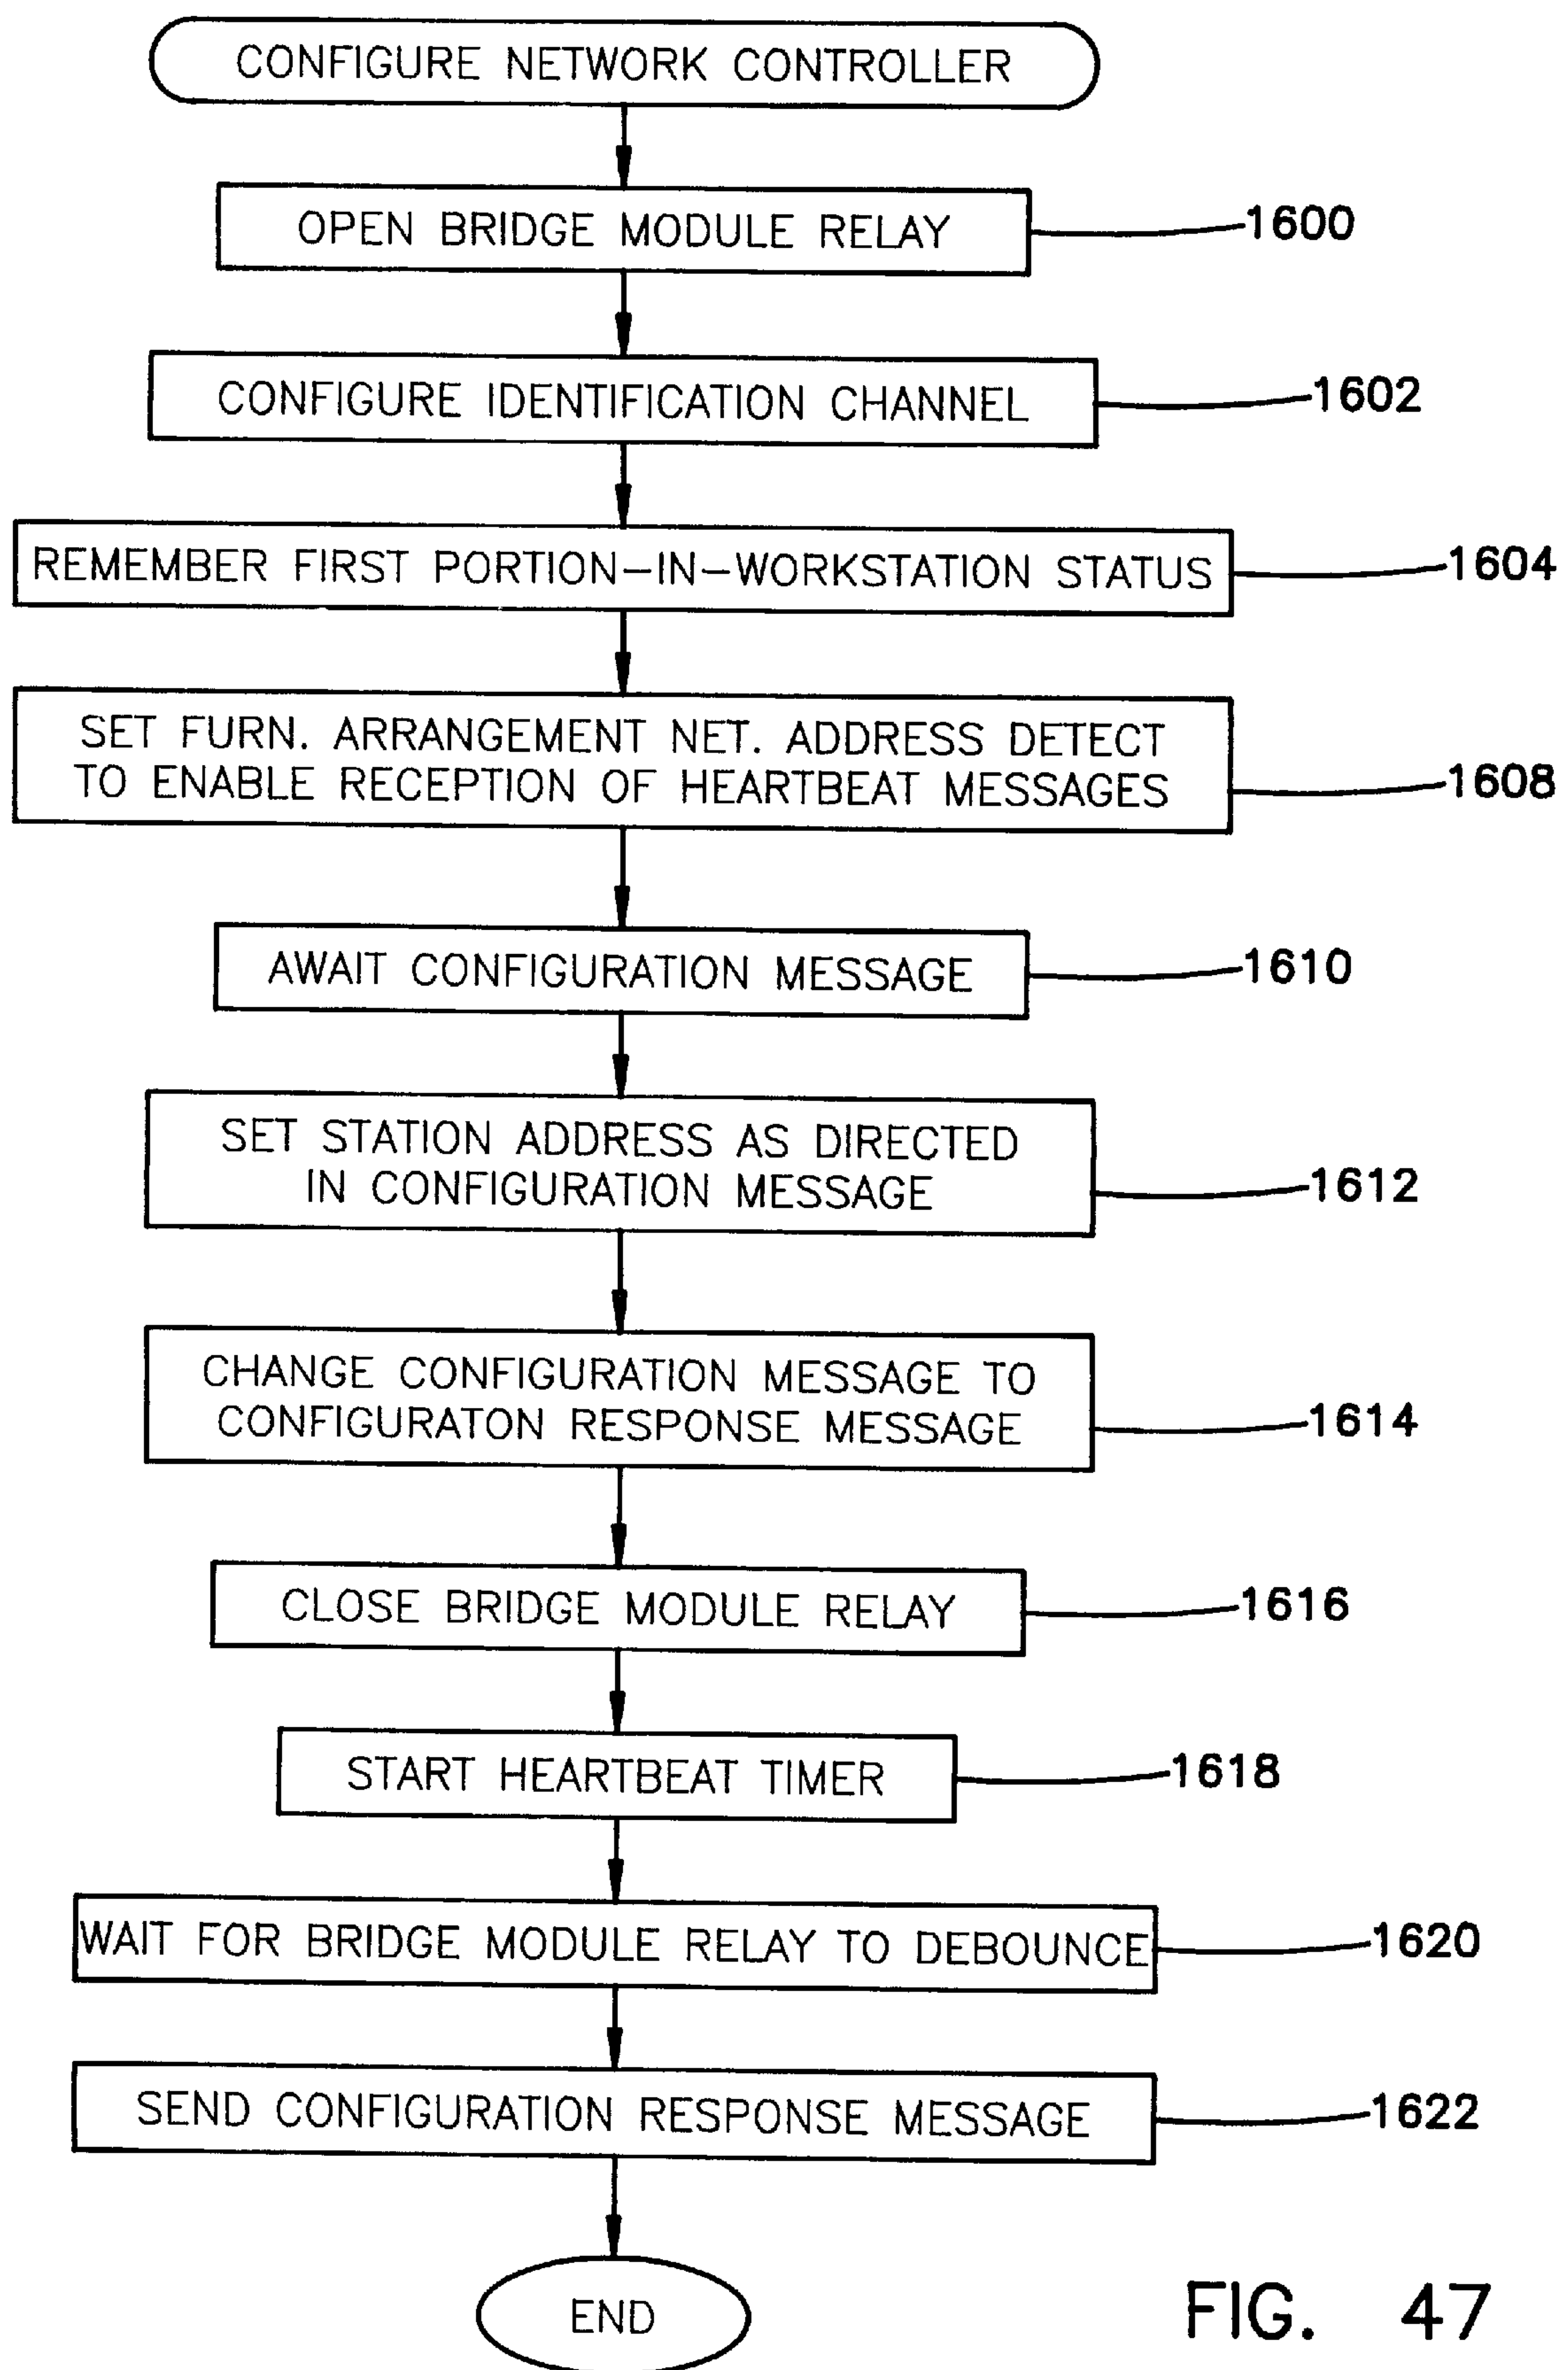 CONFIGURE NETWORK CONTROLLER
OPEN BRIDGE MODULE RELAY
1600
CONFIGURE IDENTIFICATION CHANNEL
1602
REMEMBER FIRST PORTION-IN-WORKSTATION STATUS
1604
SET FURN. ARRANGEMENT NET. ADDRESS DETECT
TO ENABLE RECEPTION OF HEARTBEAT MESSAGES
1608
AWAIT CONFIGURATION MESSAGE
1610
SET STATION ADDRESS AS DIRECTED
IN CONFIGURATION MESSAGE
1612
CHANGE CONFIGURATION MESSAGE TO
CONFIGURATON RESPONSE MESSAGE
1614
CLOSE BRIDGE MODULE RELAY
1616
START HEARTBEAT TIMER
1618
WAIT FOR BRIDGE MODULE RELAY TO DEBOUNCE
1620
SEND CONFIGURATION RESPONSE MESSAGE
1622
END
FIG. 47